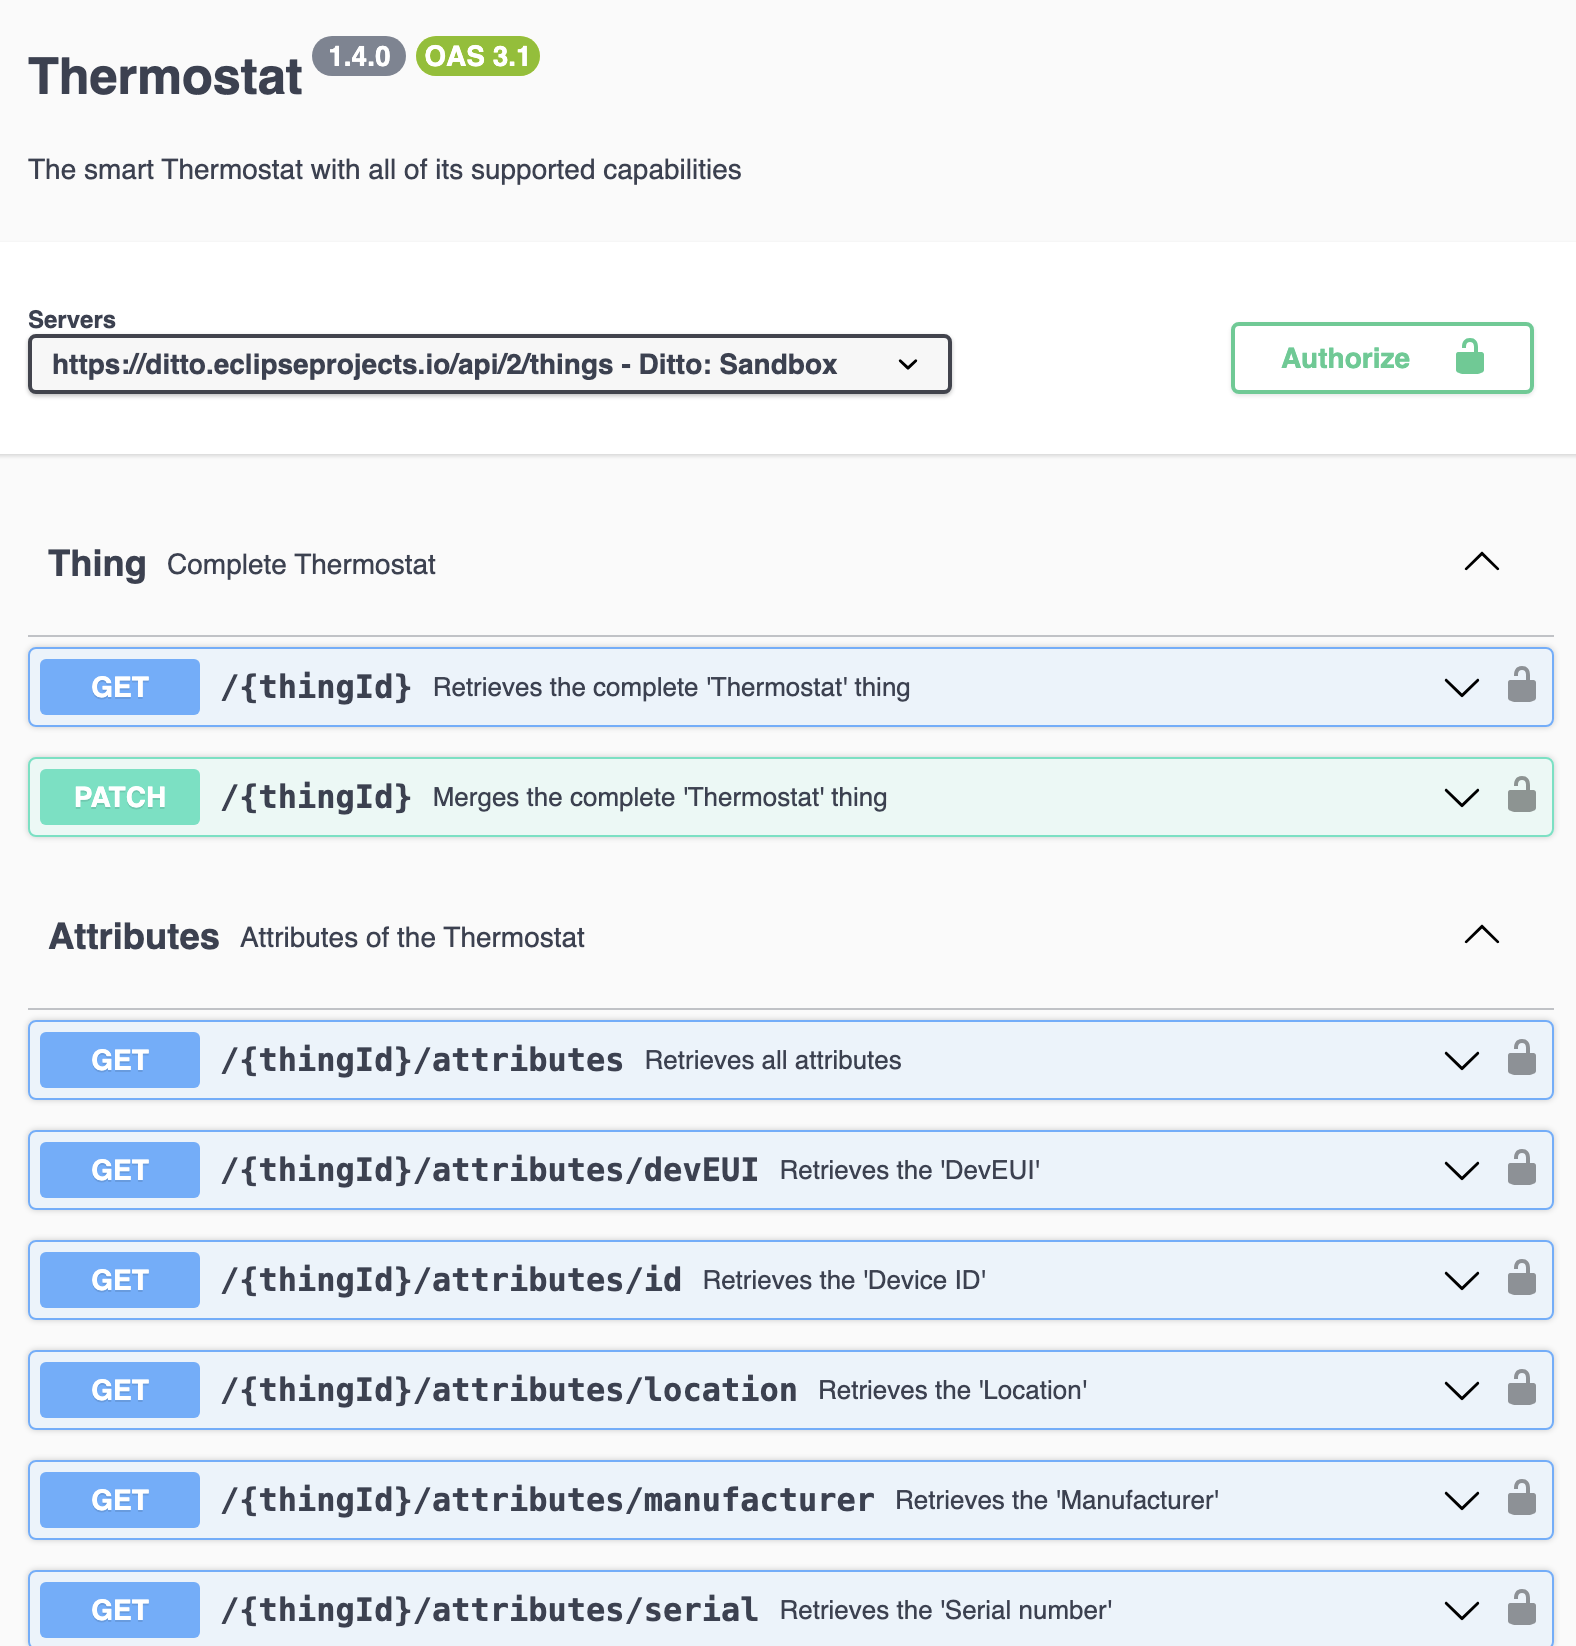 Thermostat 1.4.0 OAS 3.1
The smart Thermostat with all of its supported capabilities
Servers
https://ditto.eclipseprojects.io/api/2/things - Ditto: Sandbox
Authorize
Thing Complete Thermostat
GET /{thingId} Retrieves the complete 'Thermostat' thing
PATCH /{thingId} Merges the complete 'Thermostat' thing
Attributes Attributes of the Thermostat
GET /{thingId}/attributes Retrieves all attributes
GET /{thingId}/attributes/devEUI Retrieves the 'DevEUI'
GET /{thingId}/attributes/id Retrieves the 'Device ID'
GET /{thingId}/attributes/location Retrieves the 'Location'
GET /{thingId}/attributes/manufacturer Retrieves the 'Manufacturer'
GET /{thingId}/attributes/serial Retrieves the 'Serial number'